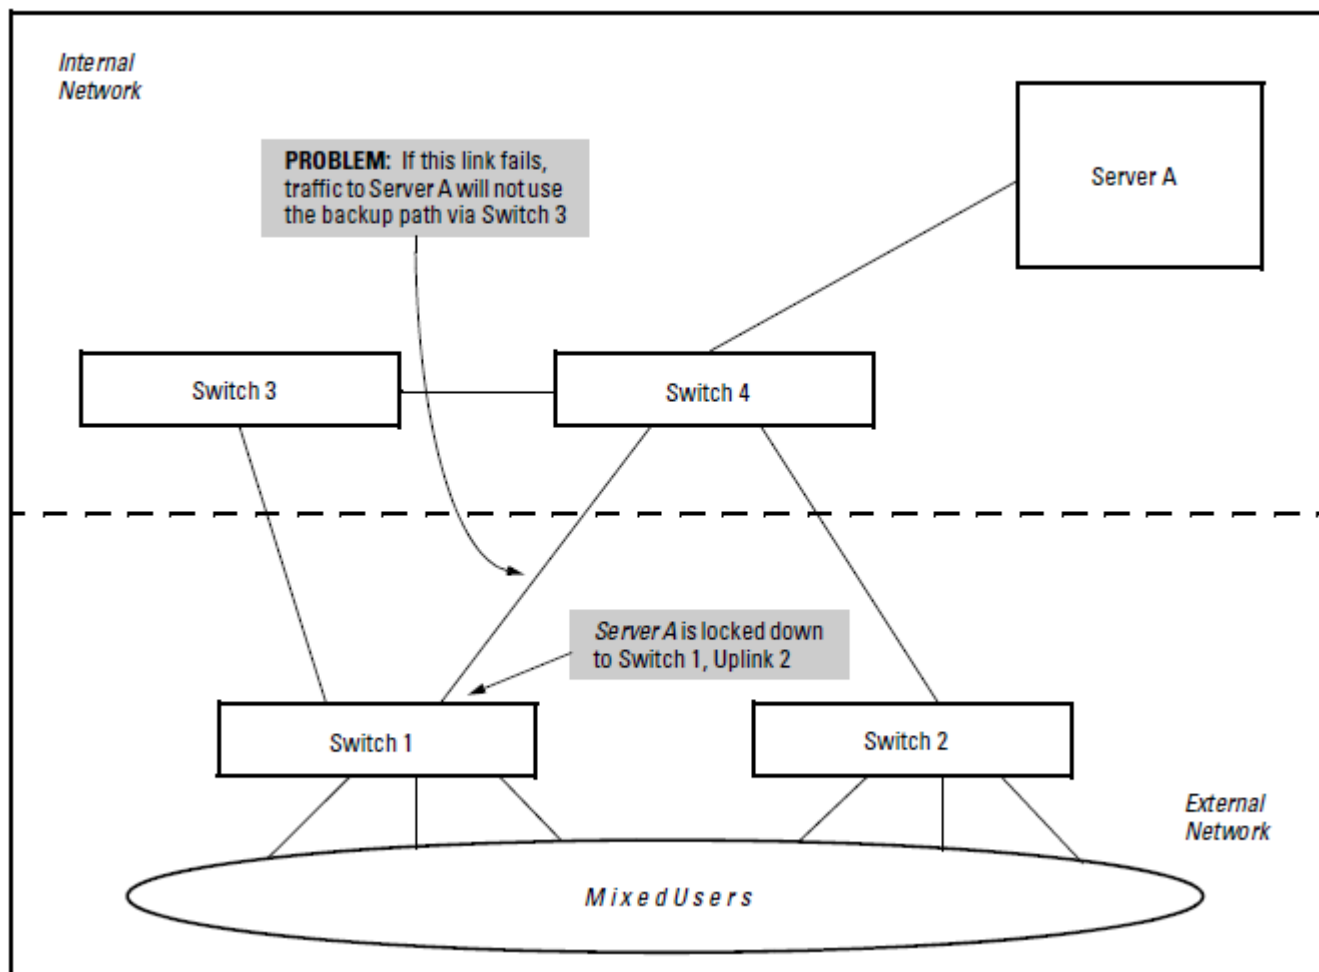 Internal
Network
Server A
PROBLEM: If this link fails,
traffic to Server A will not use
the backup path via Switch 3
Switch 3
Switch 4
Server A is locked down
to Switch 1, Uplink 2
Switch 1
Switch 2
External
Network
Mixed Users